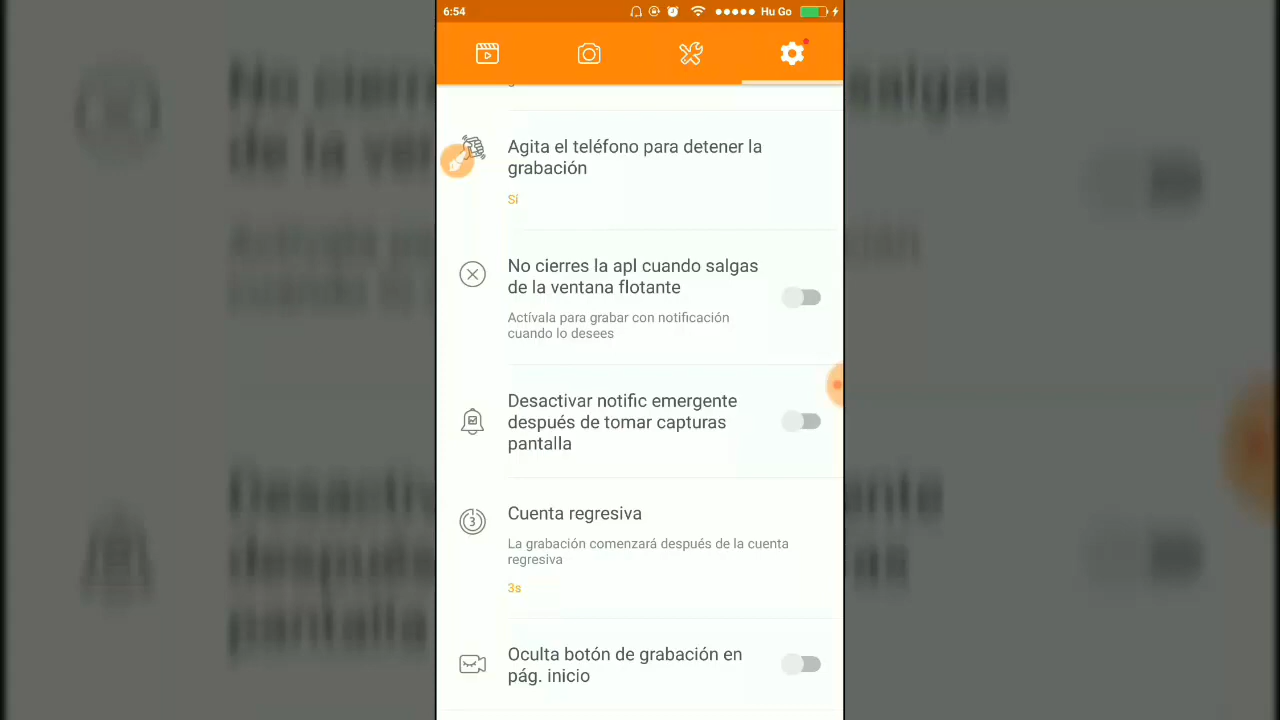 6:54
Hu Go
Agita el teléfono para detener la
grabación
Sí
No cierres la apl cuando salgas
de la ventana flotante
Actívala para grabar con notificación
cuando lo desees
Desactivar notific emergente
después de tomar capturas
pantalla
3
Cuenta regresiva
La grabación comenzará después de la cuenta
regresiva
3s
Oculta botón de grabación en
pág. inicio